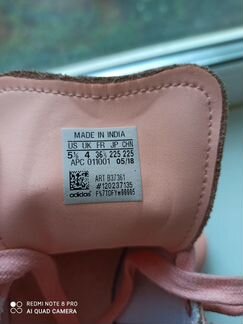 MADE IN INDIA
US UK FR JP CHN
5½ 4 36⅔ 225 225
APC 011001 05/18
ART B37361
#120237135
adidas
REDMI NOTE 8 PRO
AI QUAD CAMERA